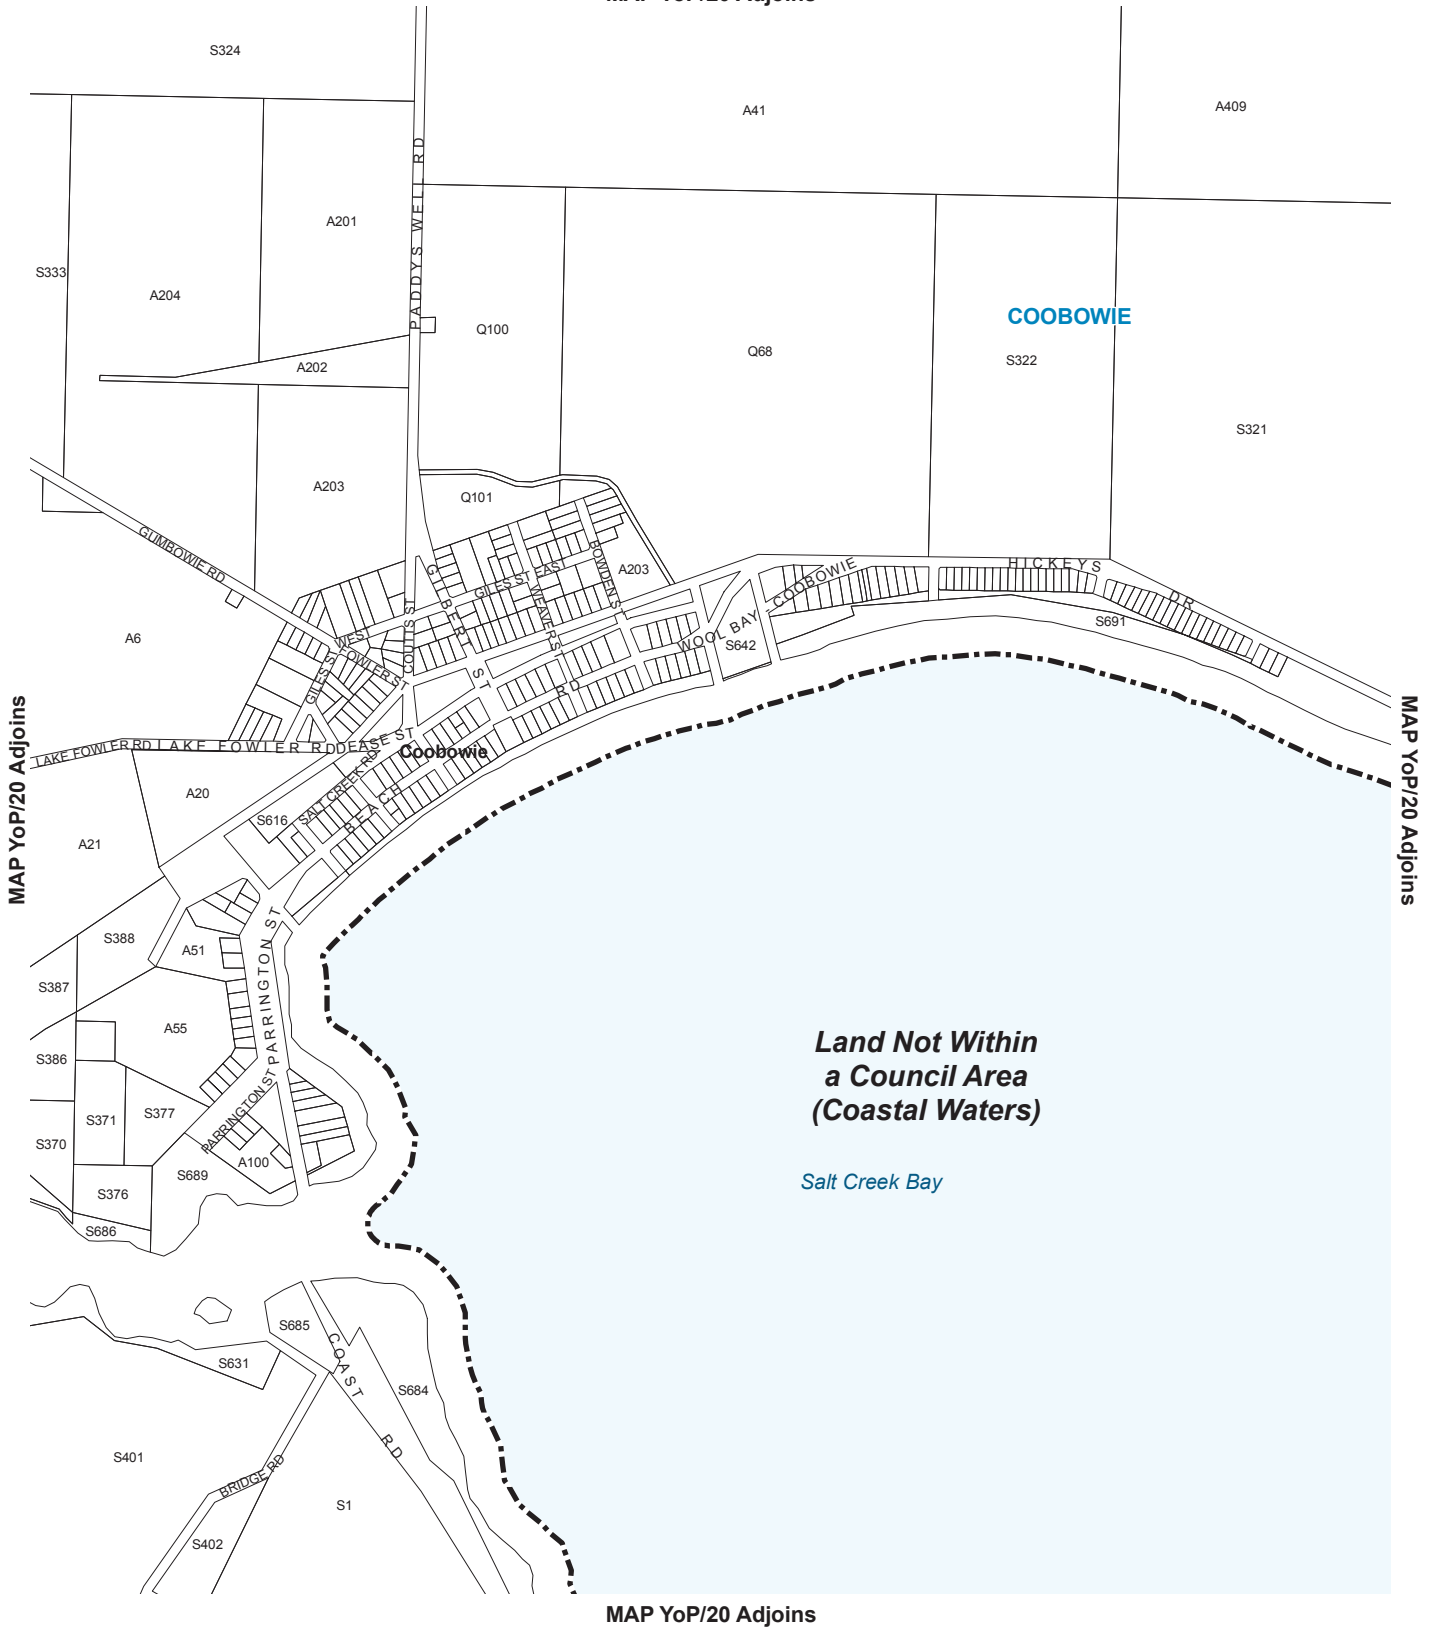 MAP YoP/20 Adjoins
S324
A41
A409
PADDYS WELL RD
A201
S333
A204
Q100
COOBOWIE
Q68
S322
A202
S321
A203
Q101
GUMBOWIE RD
GILBERT ST
GILES ST EAST
BOWDEN ST
A203
COOBOWIE
HICKEYS
DR
WEAVER ST
COUTTS ST
WEST
FOWLER ST
GILES ST
WOOL BAY
RD
S642
S691
A6
MAP YoP/20 Adjoins
MAP YoP/20 Adjoins
LAKE FOWLER RD
LAKE FOWLER RD
DEASE ST
Coobowie
SALT CREEK RD
BEACH
A20
S616
A21
S388
A51
PARRINGTON ST
S387
A55
S386
PARRINGTON ST
S371
S377
S370
A100
S689
S376
S686
Land Not Within
a Council Area
(Coastal Waters)
Salt Creek Bay
S685
COAST RD
S631
S684
S401
BRIDGE RD
S1
S402
MAP YoP/20 Adjoins